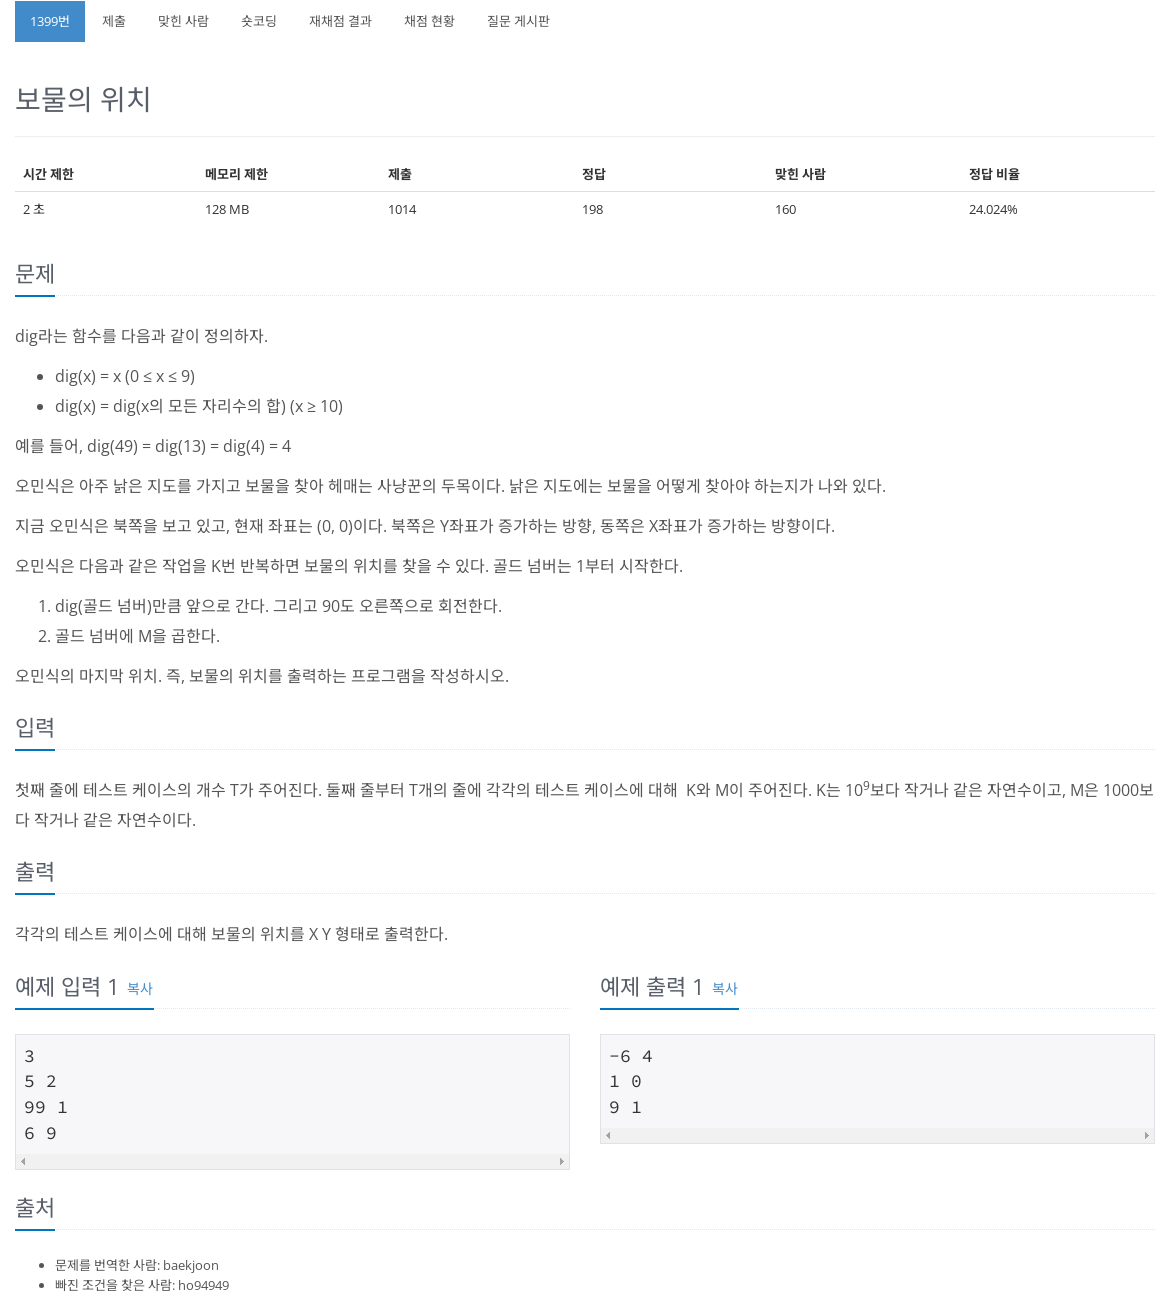 1399번 제출 맞힌 사람 숏코딩 재채점 결과 채점 현황 질문 게시판
보물의 위치
시간 제한 메모리 제한 제출 정답 맞힌 사람 정답 비율
2 초 128 MB 1014 198 160 24.024%
문제
dig라는 함수를 다음과 같이 정의하자.
• dig(x) = x (0 ≤ x ≤ 9)
• dig(x) = dig(x의 모든 자리수의 합) (x ≥ 10)
예를 들어, dig(49) = dig(13) = dig(4) = 4
오민식은 아주 낡은 지도를 가지고 보물을 찾아 헤매는 사냥꾼의 두목이다. 낡은 지도에는 보물을 어떻게 찾아야 하는지가 나와 있다.
지금 오민식은 북쪽을 보고 있고, 현재 좌표는 (0, 0)이다. 북쪽은 Y좌표가 증가하는 방향, 동쪽은 X좌표가 증가하는 방향이다.
오민식은 다음과 같은 작업을 K번 반복하면 보물의 위치를 찾을 수 있다. 골드 넘버는 1부터 시작한다.
1. dig(골드 넘버)만큼 앞으로 간다. 그리고 90도 오른쪽으로 회전한다.
2. 골드 넘버에 M을 곱한다.
오민식의 마지막 위치. 즉, 보물의 위치를 출력하는 프로그램을 작성하시오.
입력
첫째 줄에 테스트 케이스의 개수 T가 주어진다. 둘째 줄부터 T개의 줄에 각각의 테스트 케이스에 대해 K와 M이 주어진다. K는 10⁹보다 작거나 같은 자연수이고, M은 1000보
다 작거나 같은 자연수이다.
출력
각각의 테스트 케이스에 대해 보물의 위치를 X Y 형태로 출력한다.
예제 입력 1 복사
3
5 2
99 1
6 9
예제 출력 1 복사
-6 4
1 0
9 1
출처
• 문제를 번역한 사람: baekjoon
• 빠진 조건을 찾은 사람: ho94949